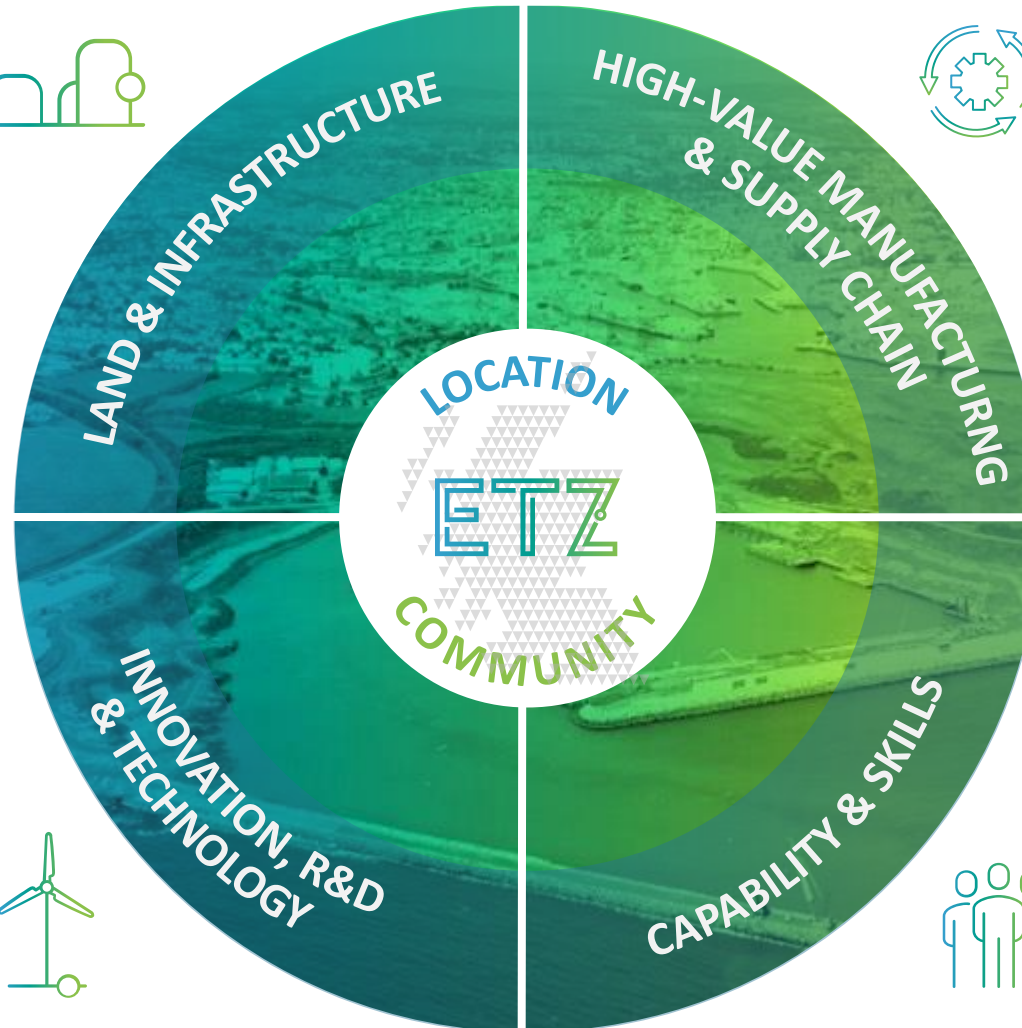 LAND & INFRASTRUCTURE
HIGH-VALUE MANUFACTURNG
& SUPPLY CHAIN
LOCATION
ETZ
COMMUNITY
INNOVATION, R&D
& TECHNOLOGY
CAPABILITY & SKILLS